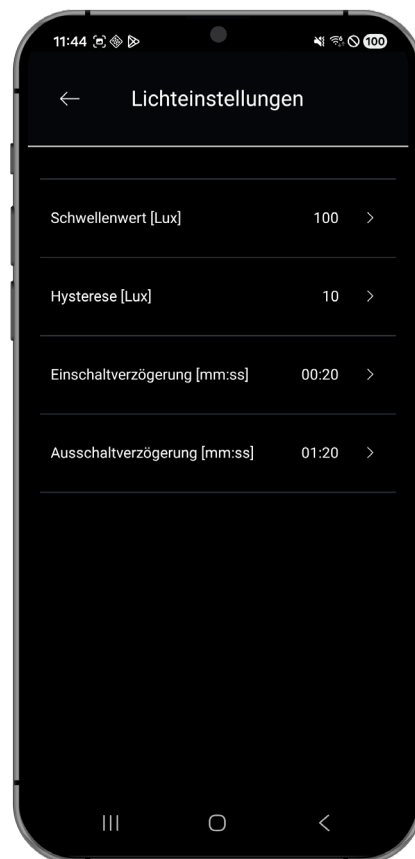 11:44
100
Lichteinstellungen
Schwellenwert [Lux] 100
Hysterese [Lux] 10
Einschaltverzögerung [mm:ss] 00:20
Ausschaltverzögerung [mm:ss] 01:20